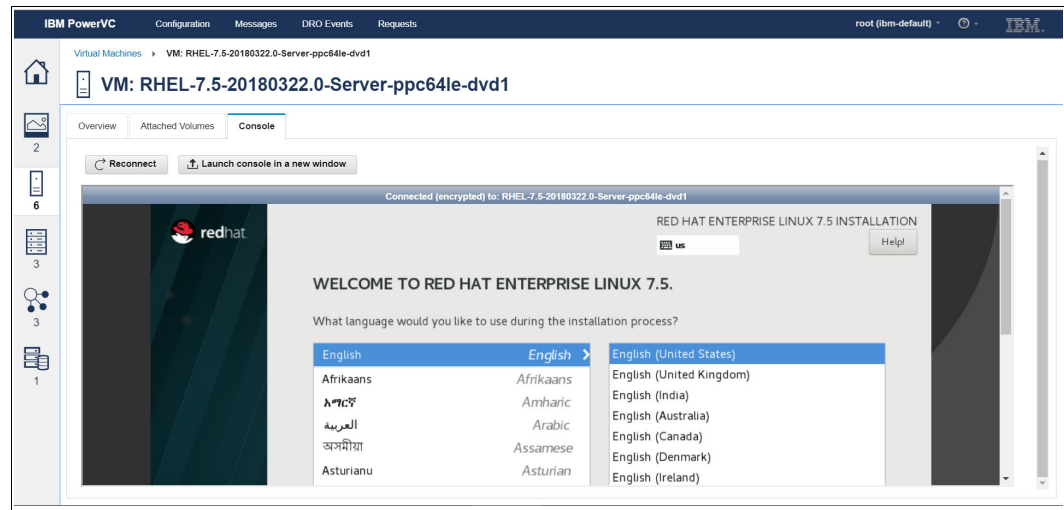 IBM PowerVC Configuration Messages DRO Events Requests root (ibm-default) IBM.
Virtual Machines VM: RHEL-7.5-20180322.0-Server-ppc64le-dvd1
VM: RHEL-7.5-20180322.0-Server-ppc64le-dvd1
Overview Attached Volumes Console
2
Reconnect Launch console in a new window
6
Connected (encrypted) to: RHEL-7.5-20180322.0-Server-ppc64le-dvd1
redhat.
RED HAT ENTERPRISE LINUX 7.5 INSTALLATION
us Help!
3
WELCOME TO RED HAT ENTERPRISE LINUX 7.5.
3
What language would you like to use during the installation process?
English English English (United States)
Afrikaans Afrikaans English (United Kingdom)
1
አማርኛ Amharic English (India)
العربية Arabic English (Australia)
অসমীয়া Assamese English (Canada)
Asturianu Asturian English (Denmark)
English (Ireland)